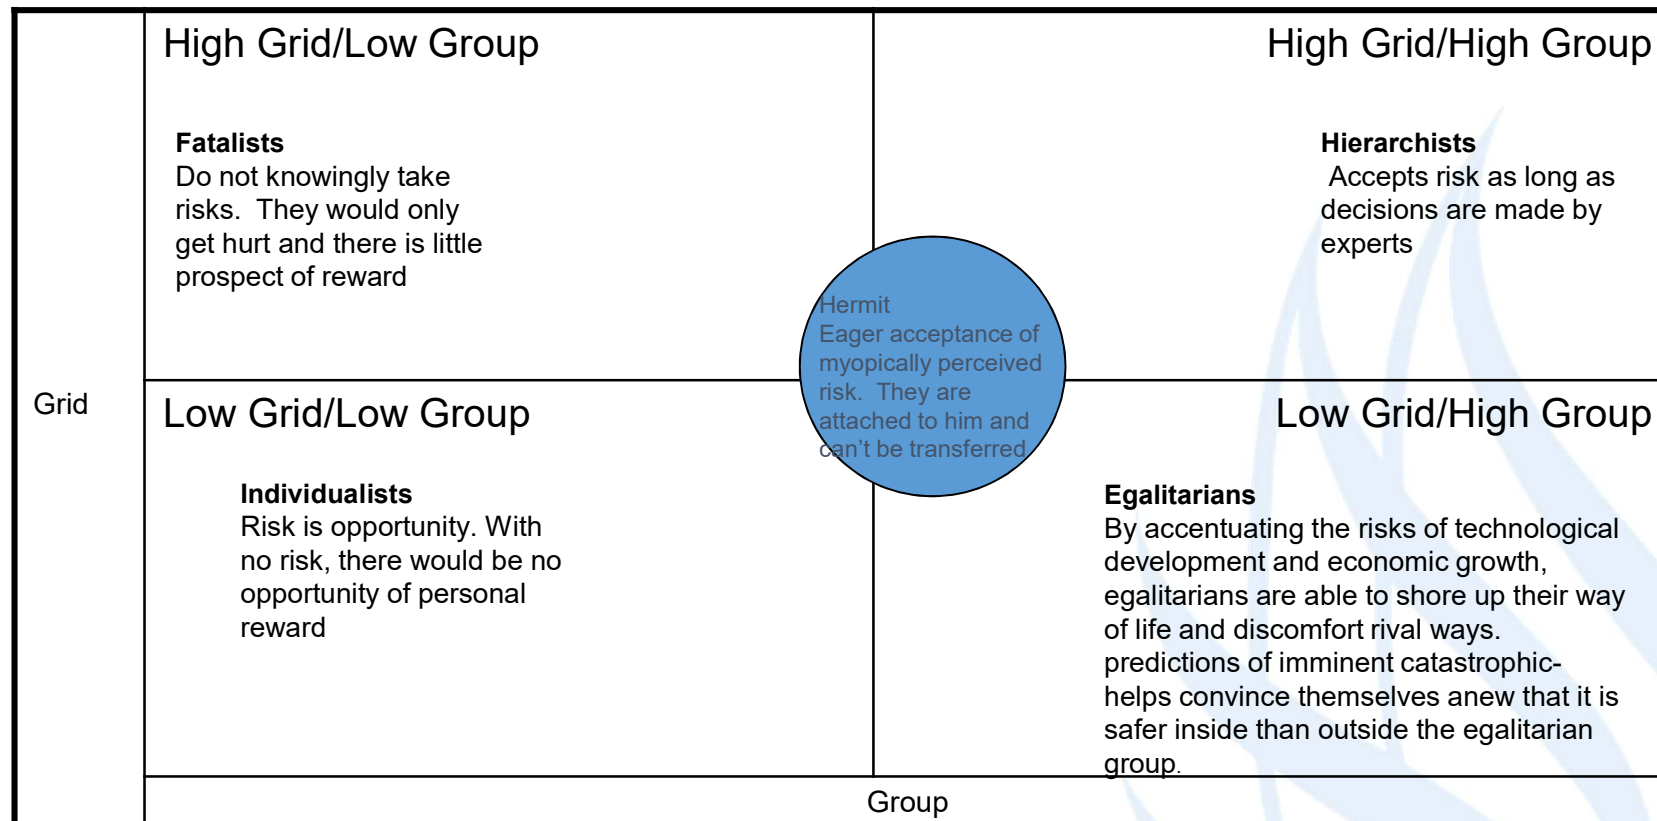 High Grid/Low Group
Fatalists
Do not knowingly take
risks.  They would only
get hurt and there is little
prospect of reward
High Grid/High Group
Hierarchists
Accepts risk as long as
decisions are made by
experts
Hermit
Eager acceptance of
myopically perceived
risk.  They are
attached to him and
can't be transferred.
Grid
Low Grid/Low Group
Individualists
Risk is opportunity. With
no risk, there would be no
opportunity of personal
reward
Low Grid/High Group
Egalitarians
By accentuating the risks of technological
development and economic growth,
egalitarians are able to shore up their way
of life and discomfort rival ways.
predictions of imminent catastrophic-
helps convince themselves anew that it is
safer inside than outside the egalitarian
group.
Group